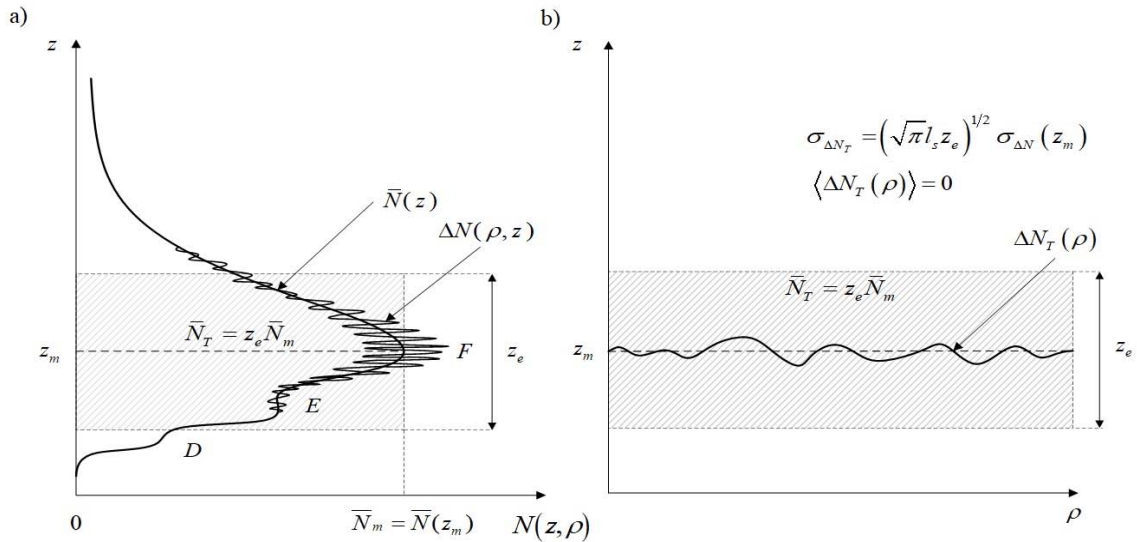 a)
z
N̅(z)
ΔN(ρ,z)
N̅_T = z_e N̅_m
z_m
F
z_e
E
D
0
N̅_m = N̅(z_m)
N(z,ρ)
b)
z
σ_{ΔN_T} = (√π l_s z_e)^{1/2} σ_{ΔN}(z_m)
⟨ΔN_T(ρ)⟩ = 0
ΔN_T(ρ)
N̅_T = z_e N̅_m
z_m
z_e
ρ